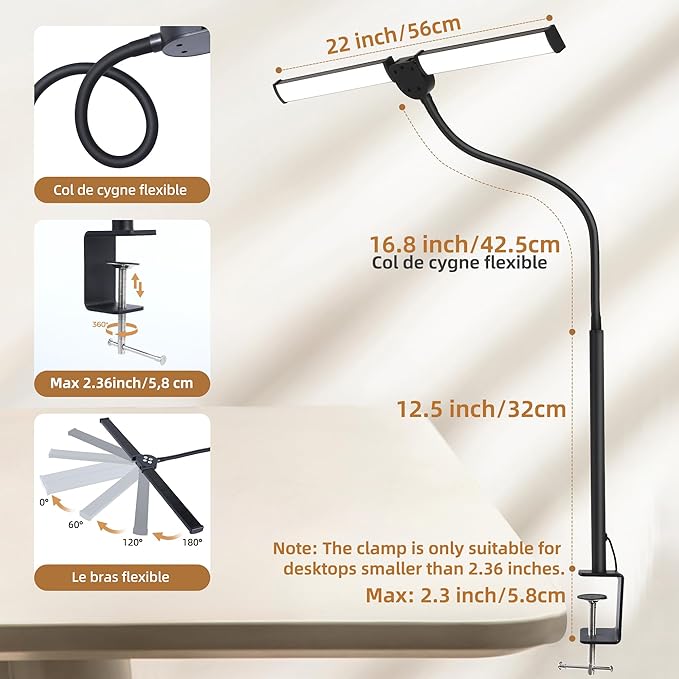 22 inch/56cm
Col de cygne flexible
16.8 inch/42.5cm
Col de cygne flexible
360°
Max 2.36inch/5,8 cm
12.5 inch/32cm
0°
60°
120°
180°
Le bras flexible
Note: The clamp is only suitable for
desktops smaller than 2.36 inches.
Max: 2.3 inch/5.8cm